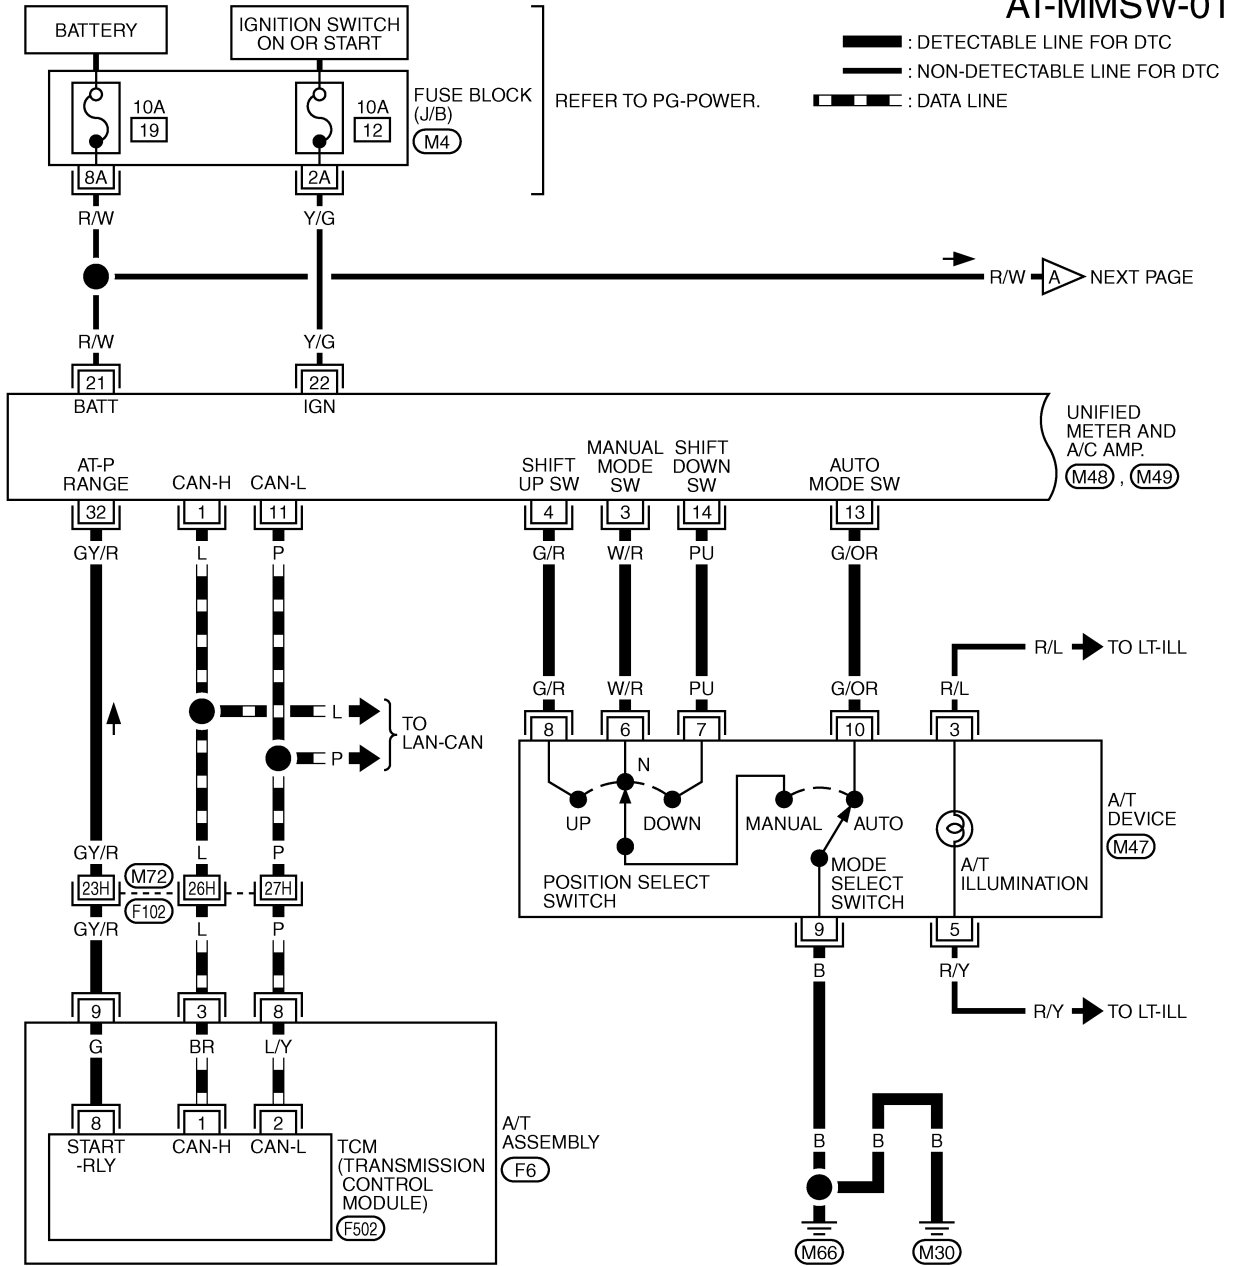 AT-MMSW-01
BATTERY
IGNITION SWITCH
ON OR START
: DETECTABLE LINE FOR DTC
: NON-DETECTABLE LINE FOR DTC
: DATA LINE
10A
19
10A
12
FUSE BLOCK
(J/B)
M4
REFER TO PG-POWER.
8A
2A
R/W
Y/G
R/W
A
NEXT PAGE
R/W
Y/G
21
22
BATT
IGN
UNIFIED
METER AND
A/C AMP.
M48 , M49
AT-P
RANGE
CAN-H
CAN-L
SHIFT
UP SW
MANUAL
MODE
SW
SHIFT
DOWN
SW
AUTO
MODE SW
32
1
11
4
3
14
13
GY/R
L
P
G/R
W/R
PU
G/OR
R/L
TO LT-ILL
G/R
W/R
PU
G/OR
R/L
L
P
TO
LAN-CAN
8
6
7
10
3
N
UP
DOWN
MANUAL
AUTO
POSITION SELECT
SWITCH
MODE
SELECT
SWITCH
A/T
ILLUMINATION
A/T
DEVICE
M47
GY/R
L
P
23H
M72
F102
26H
27H
GY/R
L
P
9
5
B
R/Y
R/Y
TO LT-ILL
9
3
8
G
BR
L/Y
8
1
2
START
-RLY
CAN-H
CAN-L
TCM
(TRANSMISSION
CONTROL
MODULE)
F502
A/T
ASSEMBLY
F6
B
B
B
M66
M30